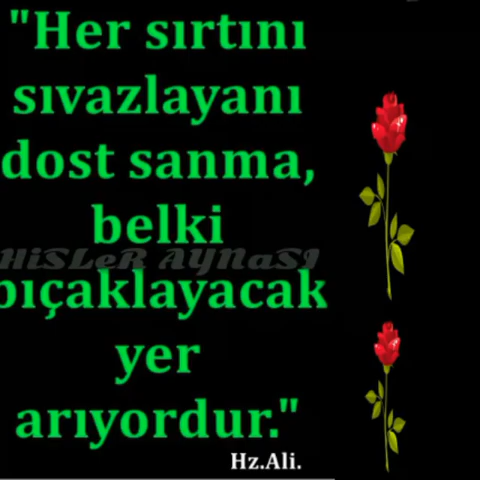 "Her sırtını
sıvazlayanı
dost sanma,
belki
HiSLeR AYNaSI
bıçaklayacak
yer
arıyordur."
Hz.Ali.